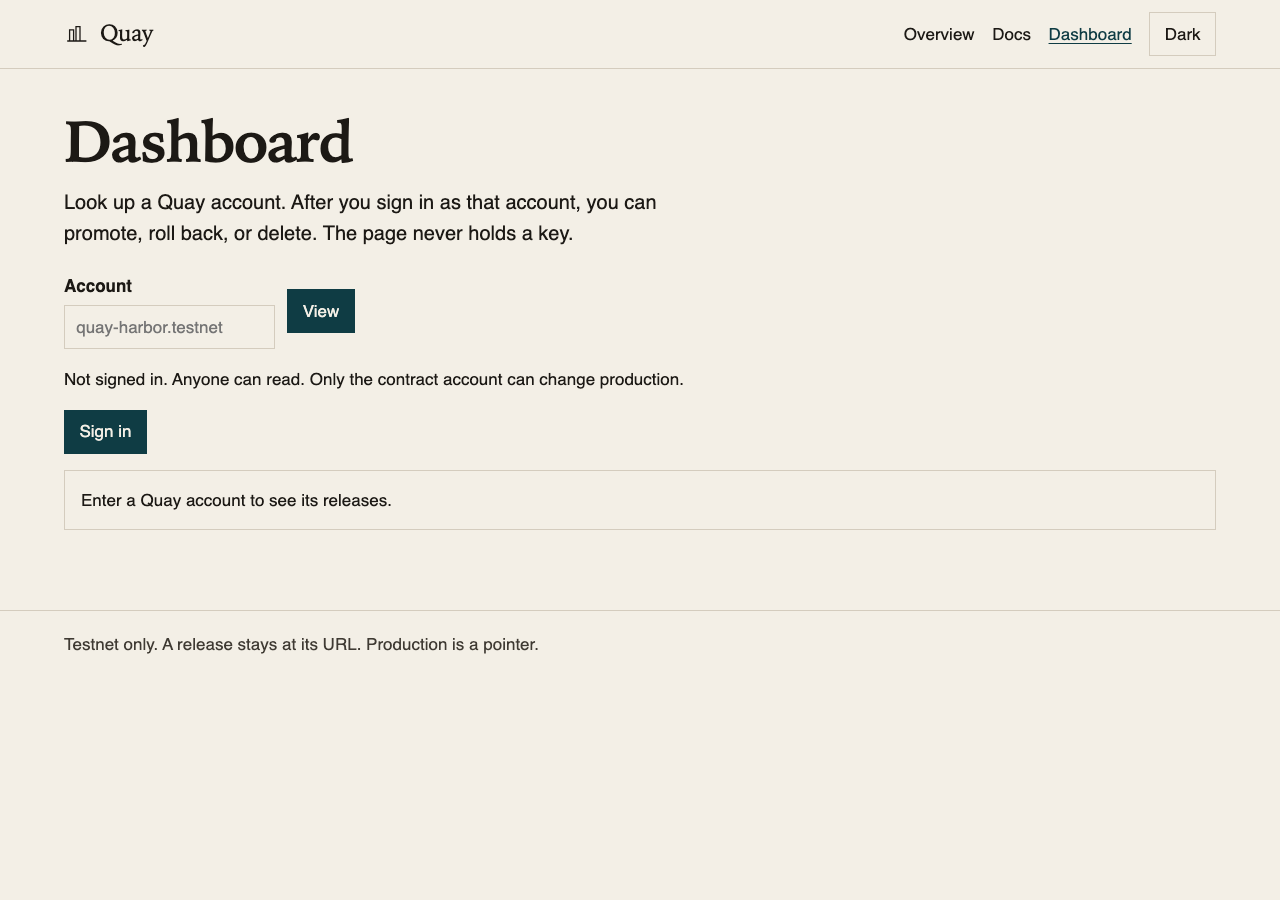 Quay
Overview Docs Dashboard Dark
Dashboard
Look up a Quay account. After you sign in as that account, you can
promote, roll back, or delete. The page never holds a key.
Account
quay-harbor.testnet
View
Not signed in. Anyone can read. Only the contract account can change production.
Sign in
Enter a Quay account to see its releases.
Testnet only. A release stays at its URL. Production is a pointer.